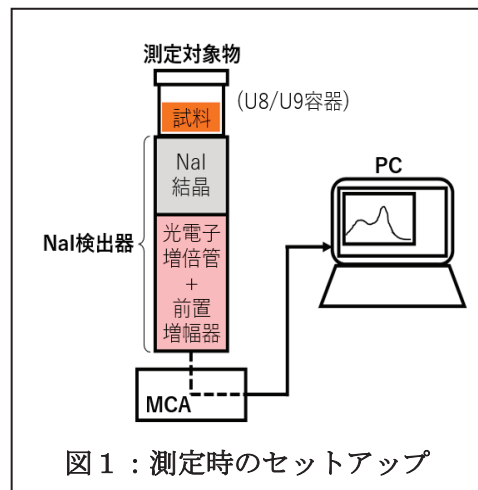 測定対象物
(U8/U9容器)
試料
NaI
結晶
PC
NaI検出器
光電子
増倍管
+
前置
増幅器
MCA
図1:測定時のセットアップ